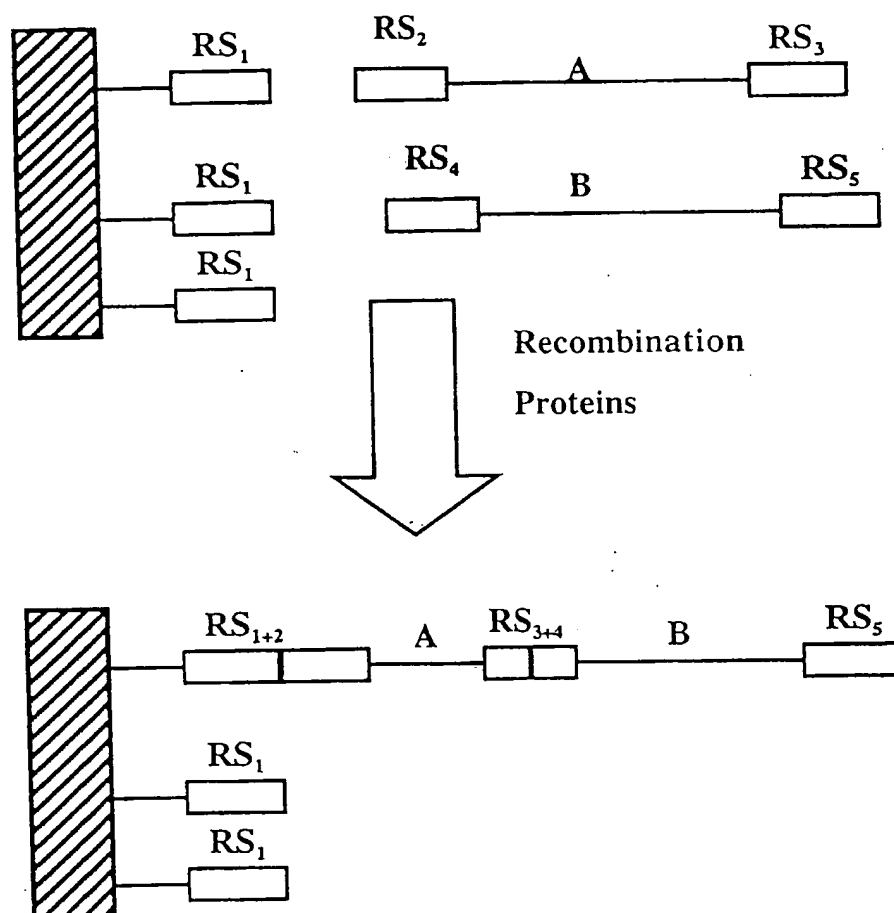 RS₁ RS₂ A RS₃
RS₁ RS₄ B RS₅
RS₁
Recombination
Proteins
RS₁₊₂ A RS₃₊₄ B RS₅
RS₁
RS₁